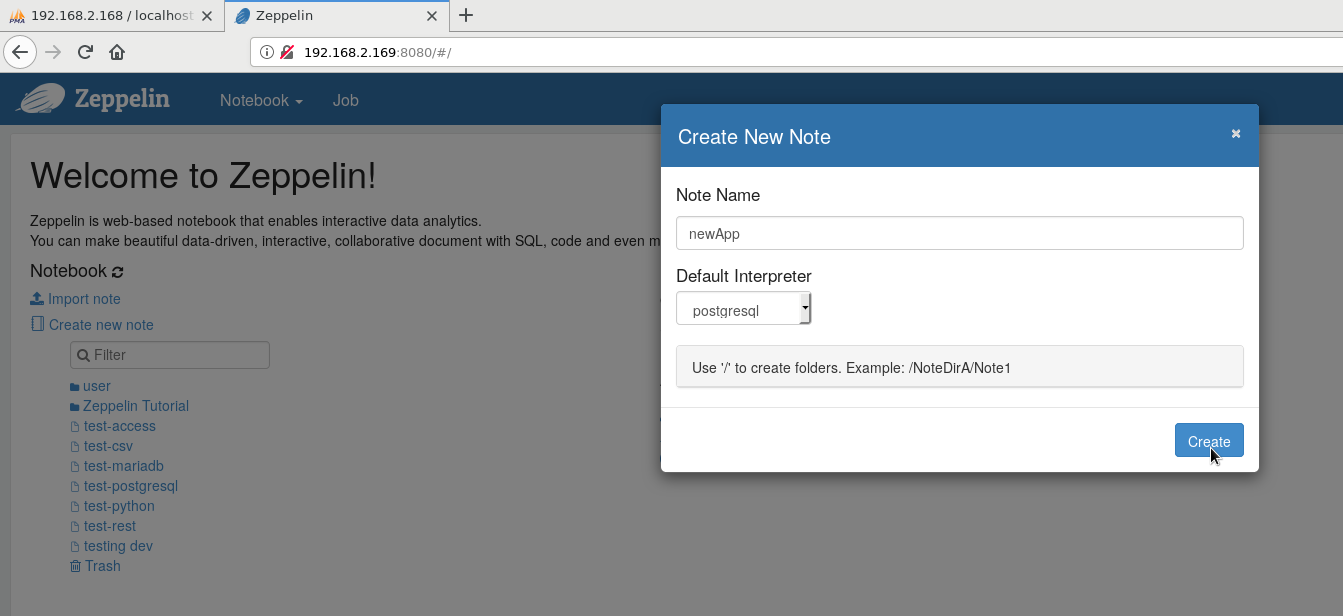 192.168.2.168 / localhost
Zeppelin
192.168.2.169:8080/#/
Zeppelin
Notebook
Job
Welcome to Zeppelin!
Zeppelin is web-based notebook that enables interactive data analytics.
You can make beautiful data-driven, interactive, collaborative document with SQL, code and even m
Notebook
Import note
Create new note
Filter
user
Zeppelin Tutorial
test-access
test-csv
test-mariadb
test-postgresql
test-python
test-rest
testing dev
Trash
Create New Note
×
Note Name
newApp
Default Interpreter
postgresql
Use '/' to create folders. Example: /NoteDirA/Note1
Create